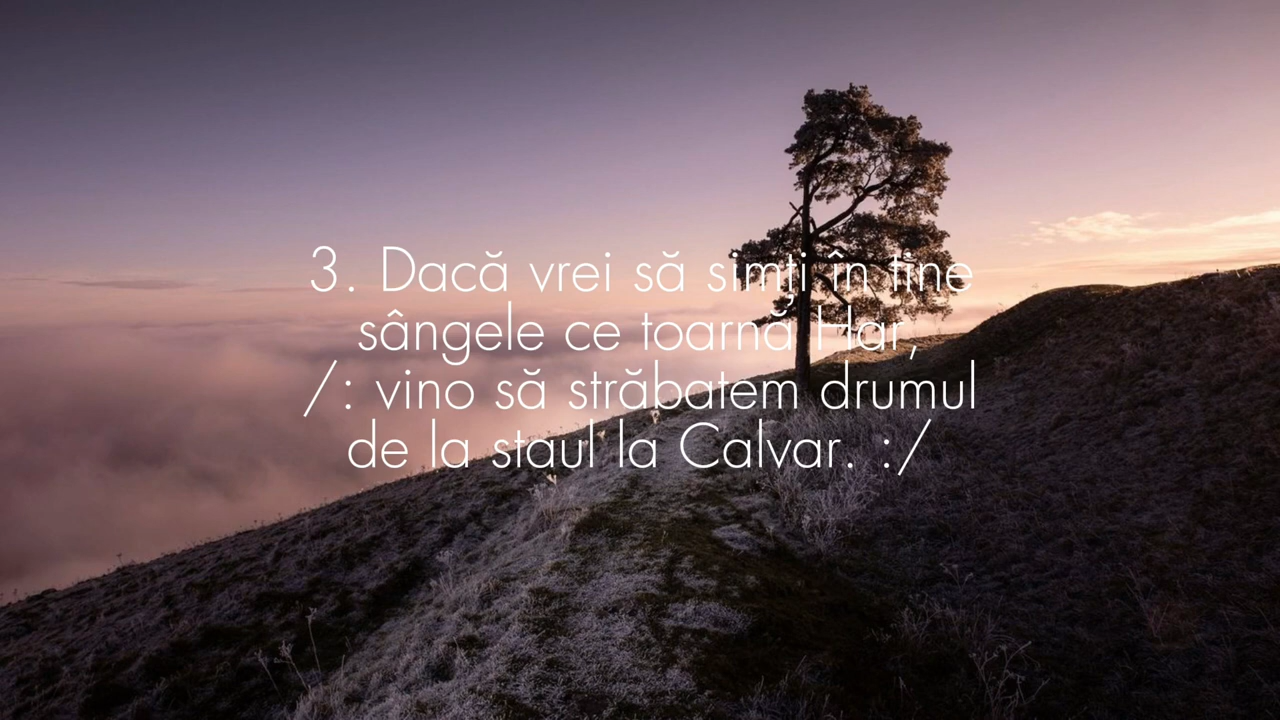 3. Dacă vrei să simți în tine
sângele ce toarnă Har,
/: vino să străbatem drumul
de la staul la Calvar. :/